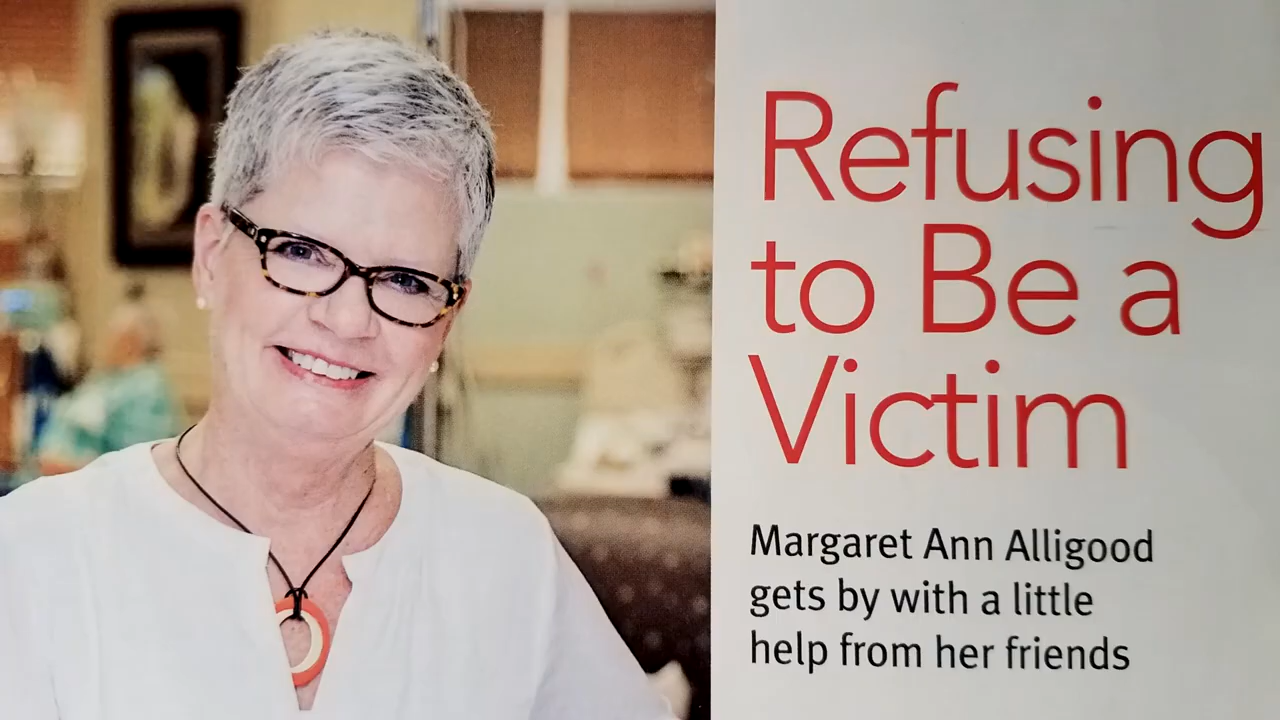 Refusing
to Be a
Victim
Margaret Ann Alligood
gets by with a little
help from her friends